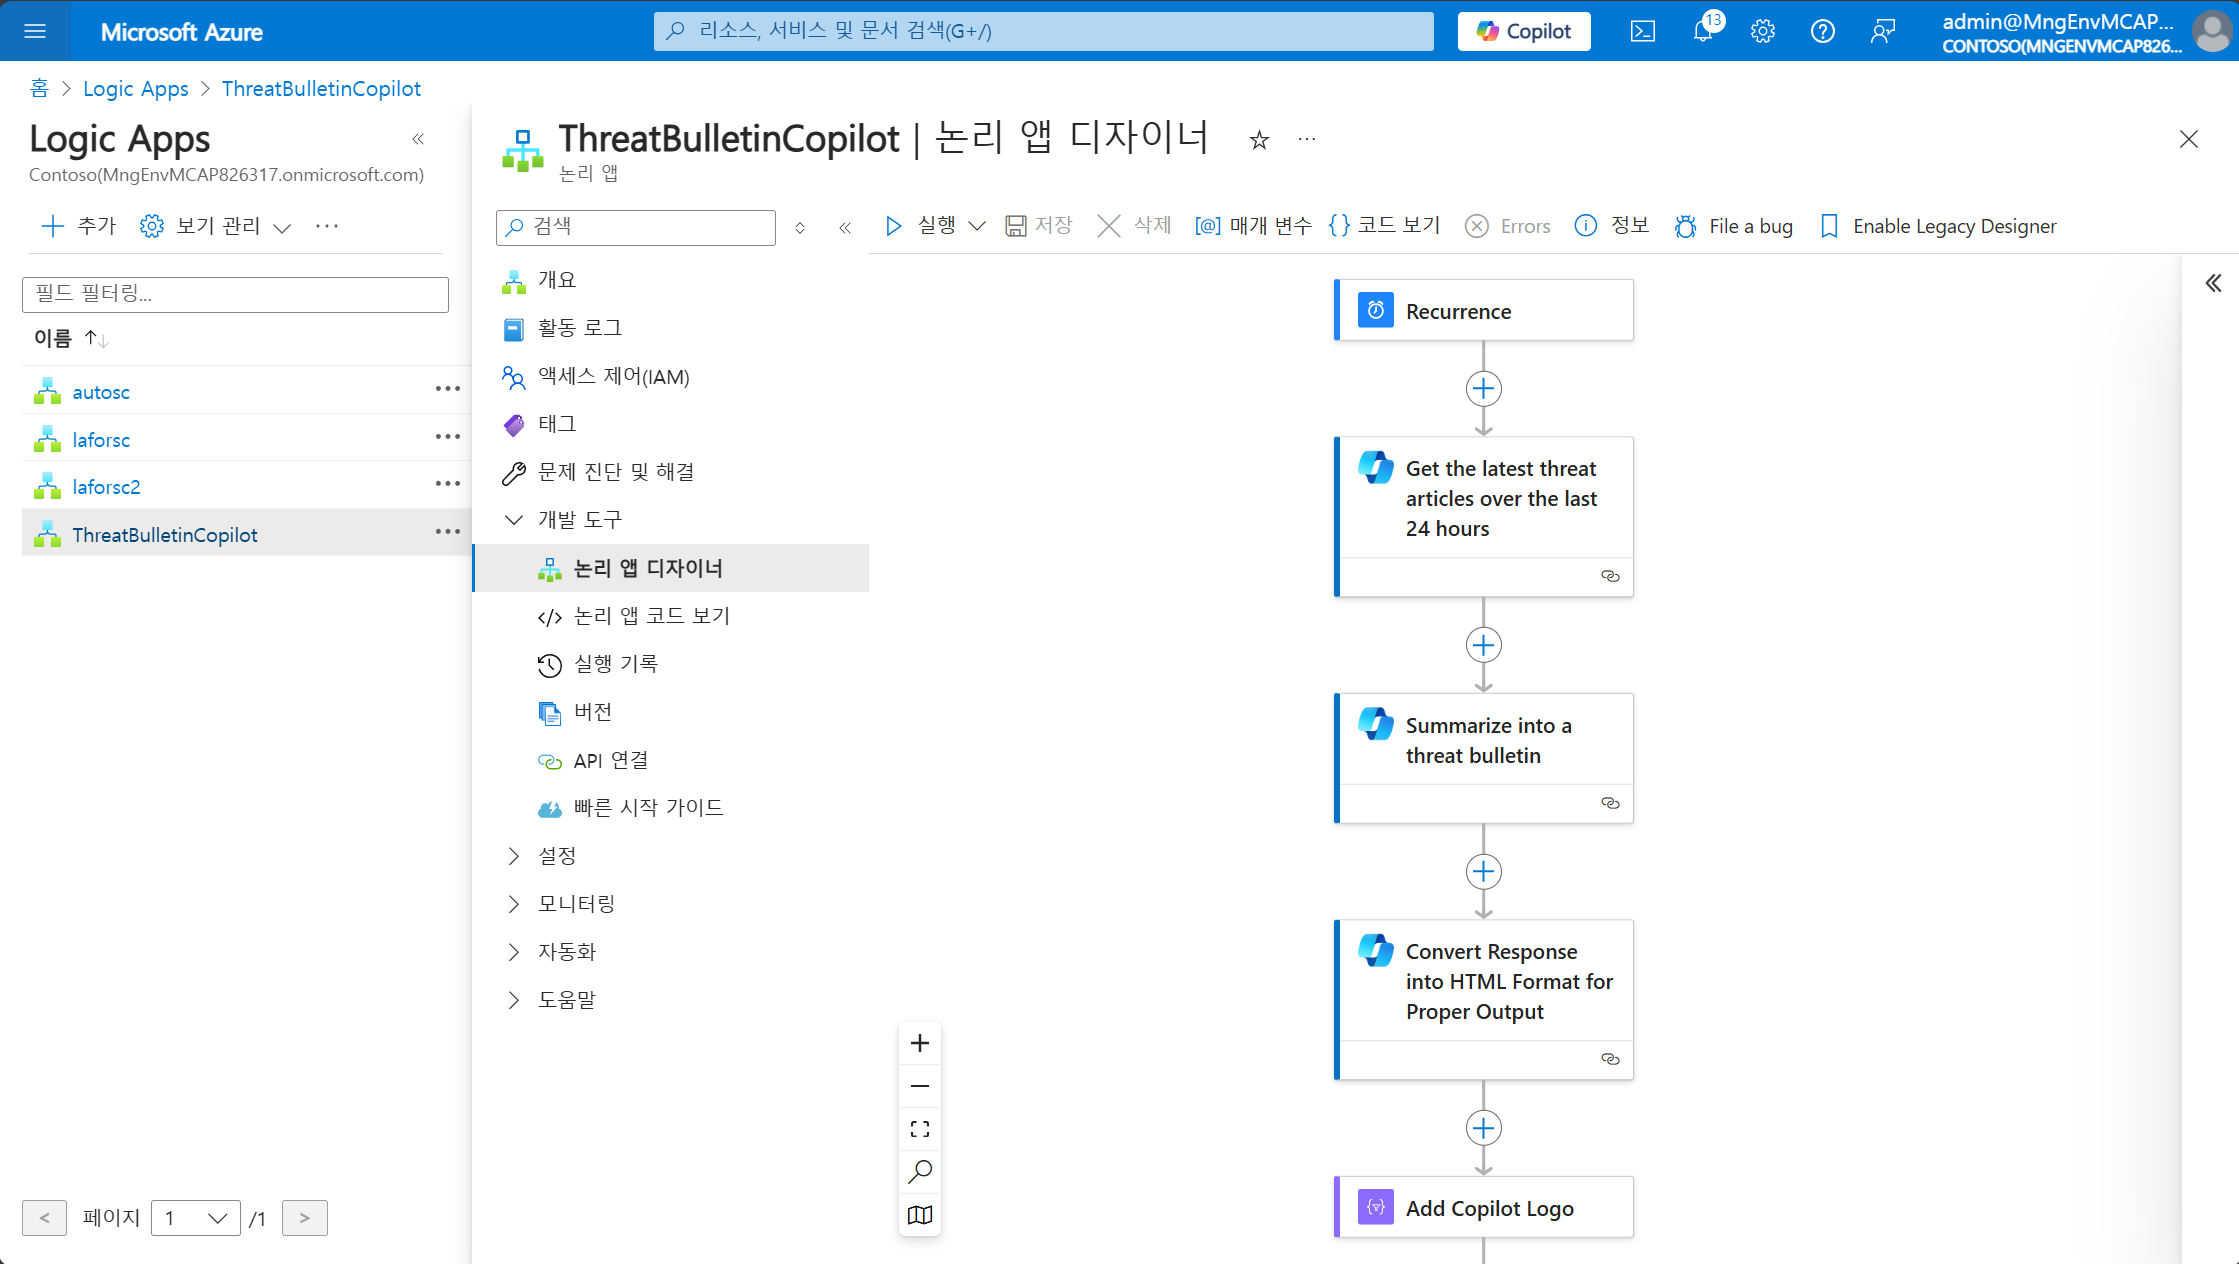 Microsoft Azure
리소스, 서비스 및 문서 검색(G+/)
Copilot
13
admin@MngEnvMCAP...
CONTOSO(MNGENVMCAP826...
홈 > Logic Apps > ThreatBulletinCopilot
Logic Apps
Contoso(MngEnvMCAP826317.onmicrosoft.com)
추가
보기 관리
필드 필터링...
이름
autosc
laforsc
laforsc2
ThreatBulletinCopilot
< 페이지 1 /1 >
ThreatBulletinCopilot | 논리 앱 디자이너
논리 앱
검색
개요
활동 로그
액세스 제어(IAM)
태그
문제 진단 및 해결
개발 도구
논리 앱 디자이너
논리 앱 코드 보기
실행 기록
버전
API 연결
빠른 시작 가이드
설정
모니터링
자동화
도움말
실행
저장
삭제
매개 변수
코드 보기
Errors
정보
File a bug
Enable Legacy Designer
Recurrence
Get the latest threat
articles over the last
24 hours
Summarize into a
threat bulletin
Convert Response
into HTML Format for
Proper Output
Add Copilot Logo